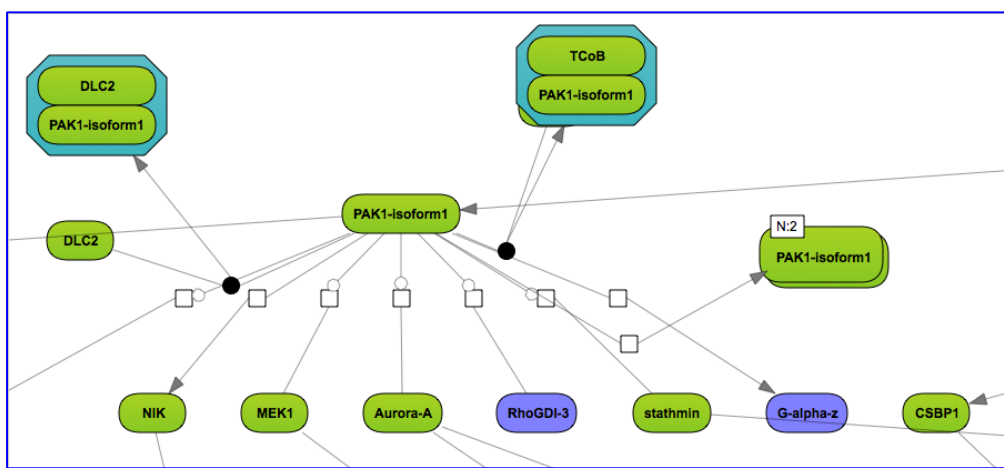 DLC2
PAK1-isoform1
TCoB
PAK1-isoform1
PAK1-isoform1
DLC2
N:2
PAK1-isoform1
NIK
MEK1
Aurora-A
RhoGDI-3
stathmin
G-alpha-z
CSBP1